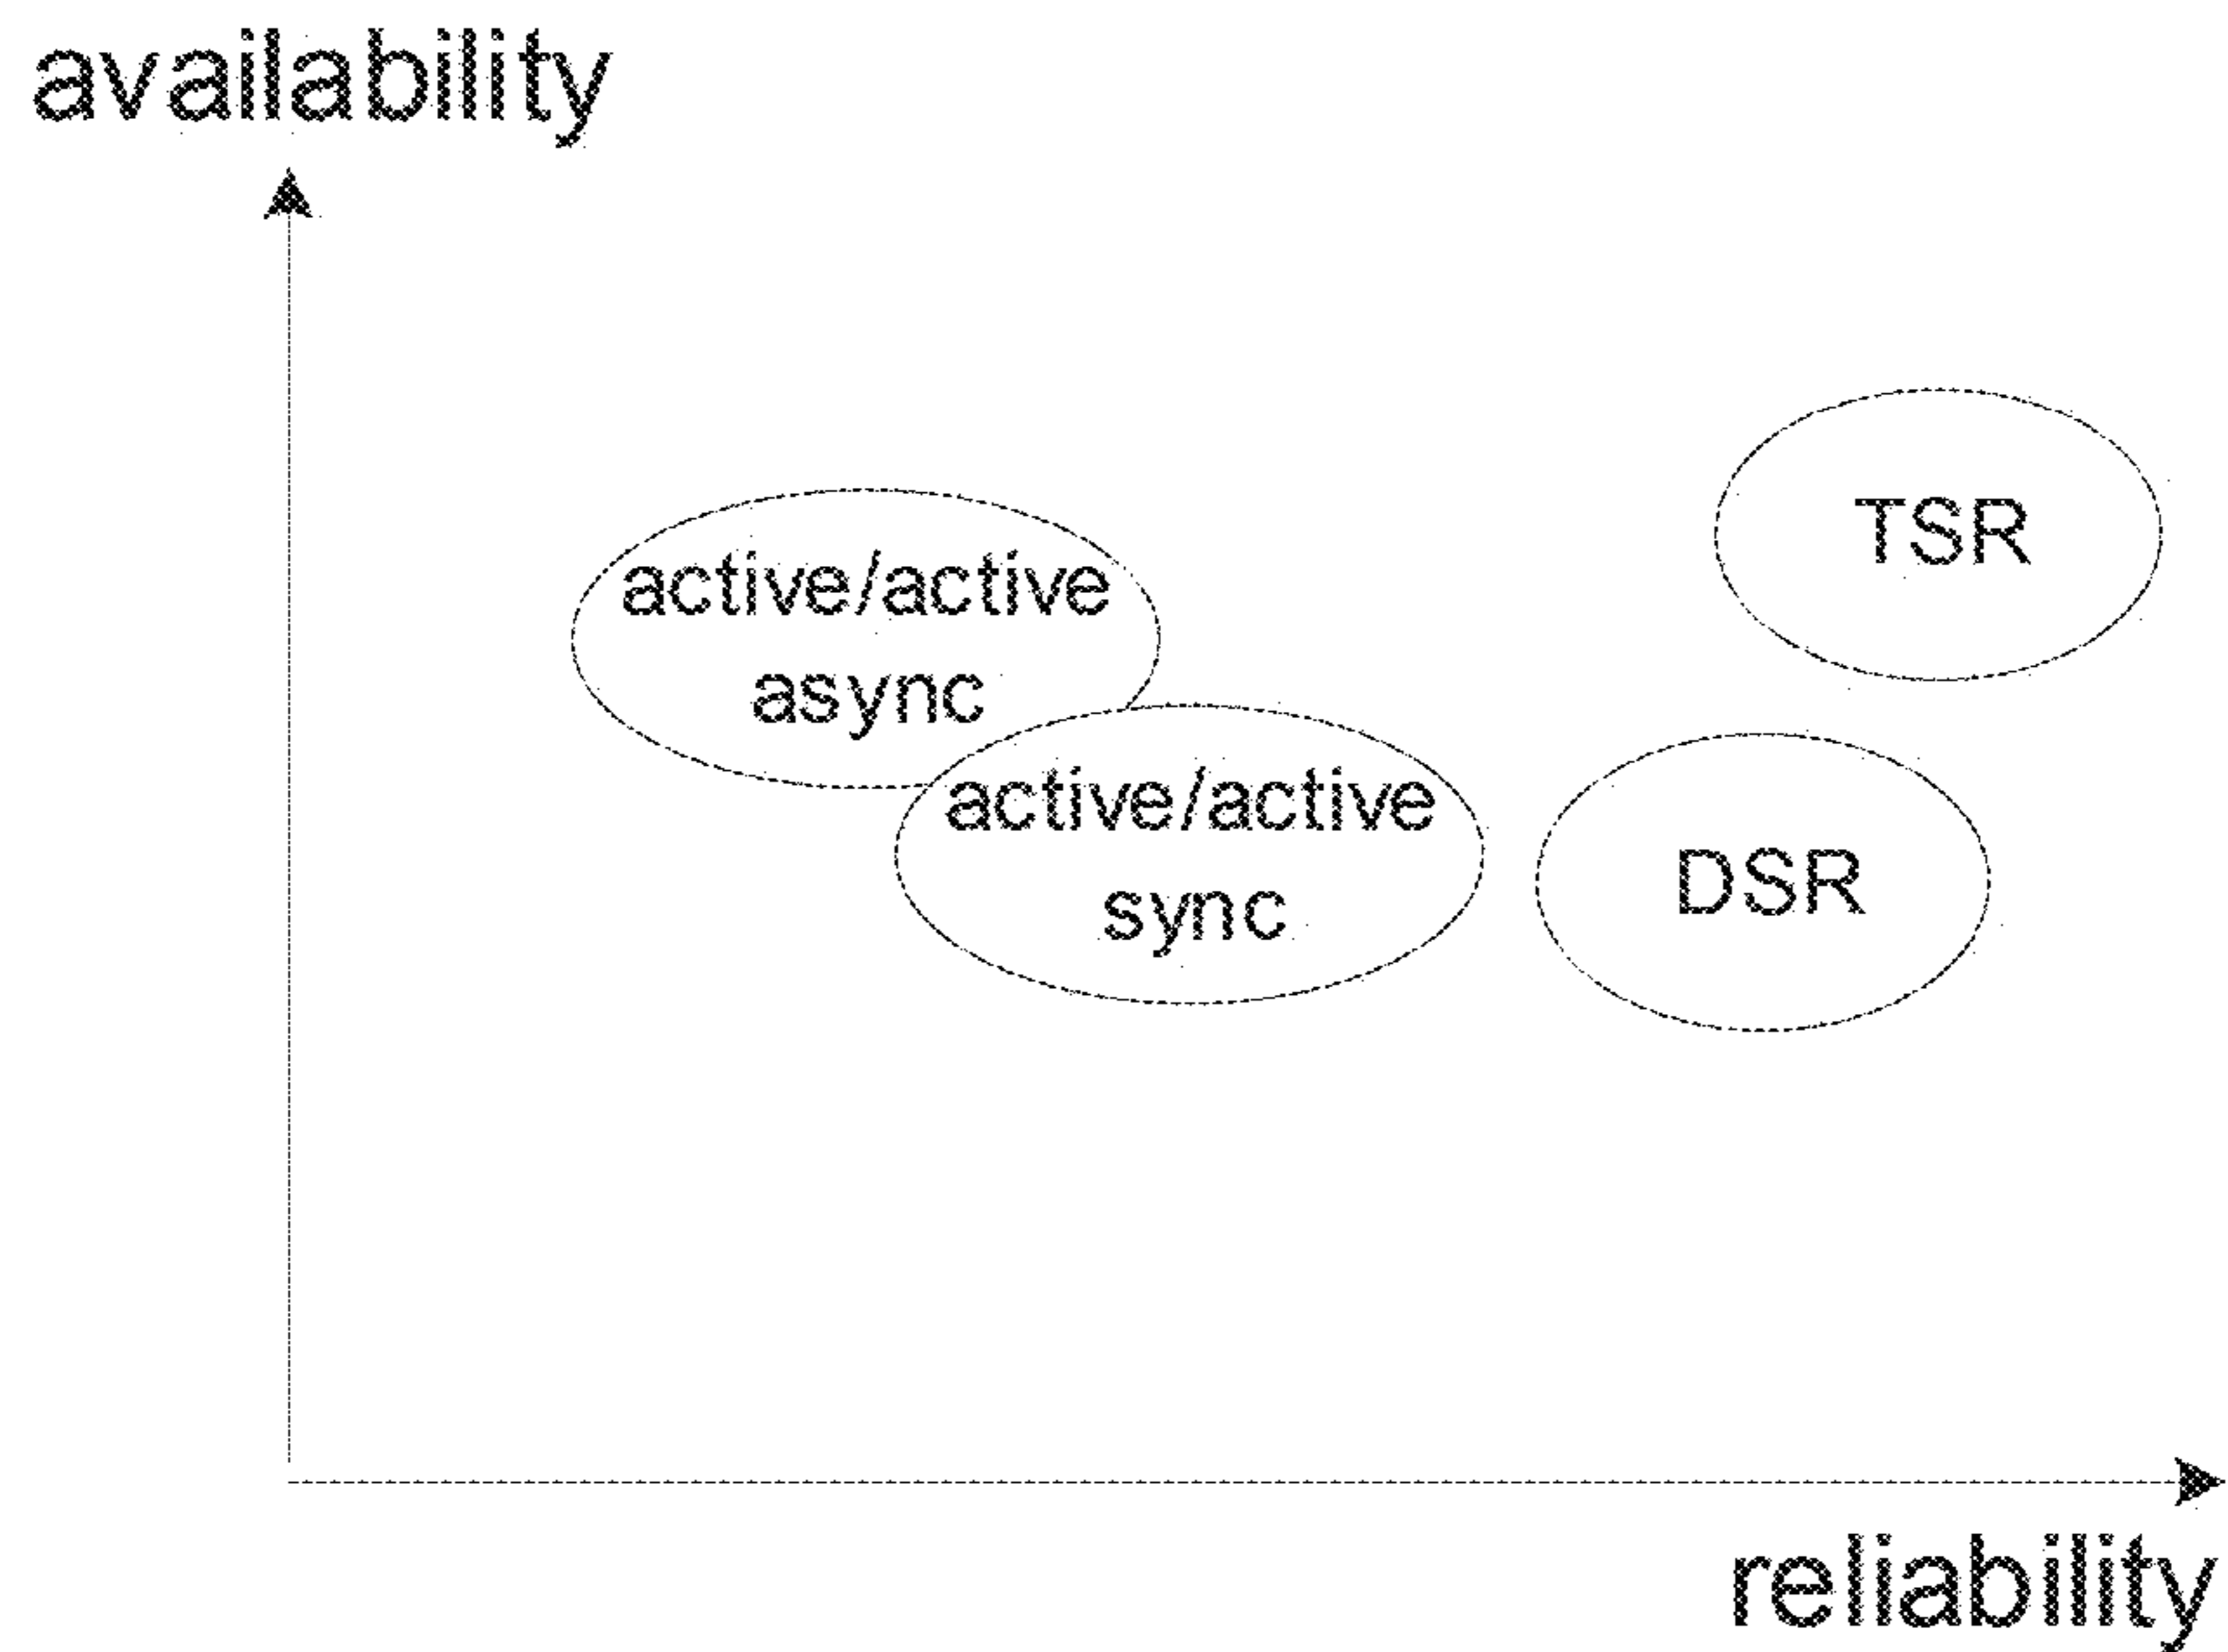 availability
TSR
active/active
async
active/active
sync
DSR
reliability